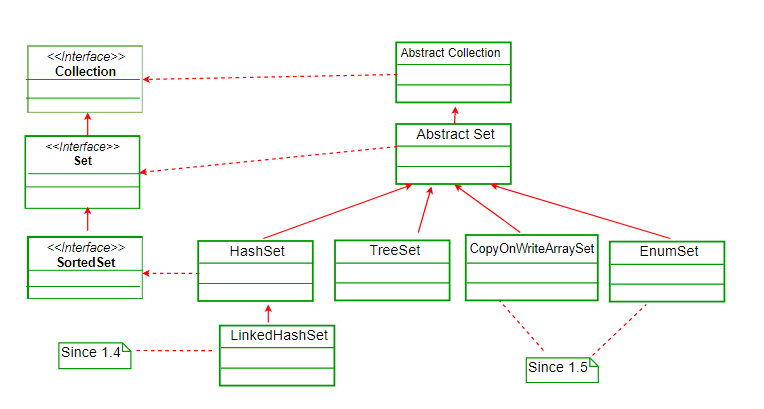 <<Interface>>
Collection
Abstract Collection
<<Interface>>
Set
Abstract Set
<<Interface>>
SortedSet
HashSet
TreeSet
CopyOnWriteArraySet
EnumSet
LinkedHashSet
Since 1.4
Since 1.5